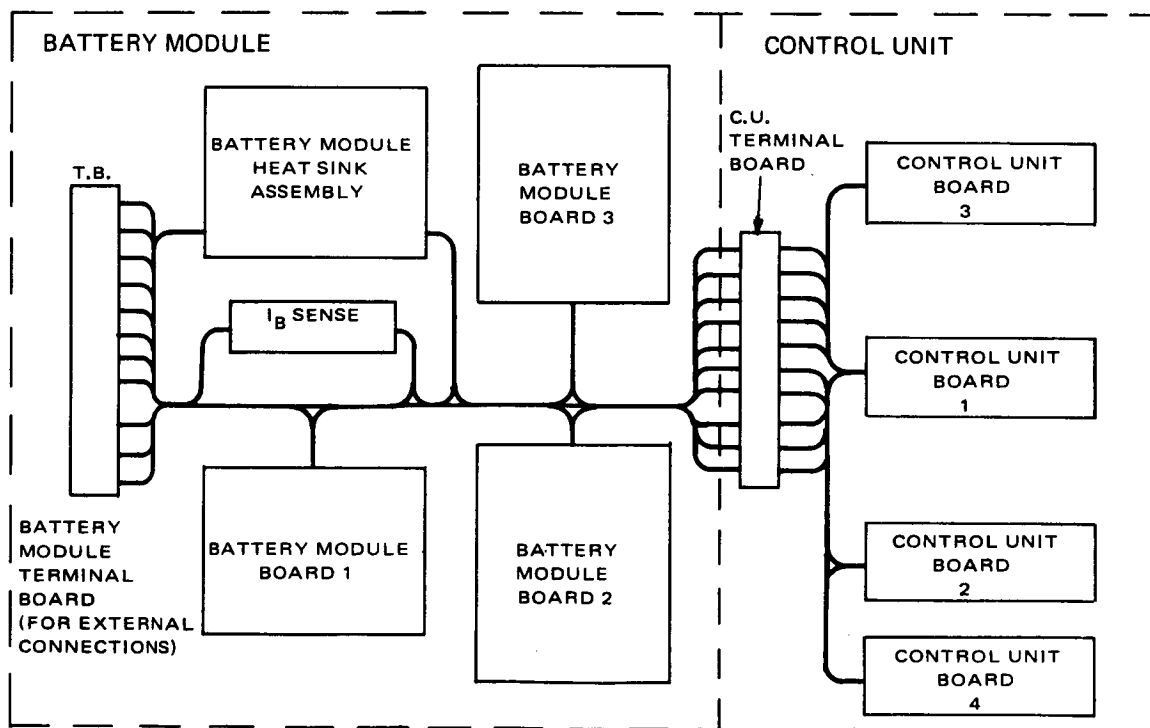 BATTERY MODULE
CONTROL UNIT
T.B.
BATTERY MODULE
HEAT SINK
ASSEMBLY
BATTERY
MODULE
BOARD 3
C.U.
TERMINAL
BOARD
CONTROL UNIT
BOARD
3
IB SENSE
CONTROL UNIT
BOARD
1
BATTERY
MODULE
TERMINAL
BOARD
(FOR EXTERNAL
CONNECTIONS)
BATTERY MODULE
BOARD 1
BATTERY
MODULE
BOARD 2
CONTROL UNIT
BOARD
2
CONTROL UNIT
BOARD
4